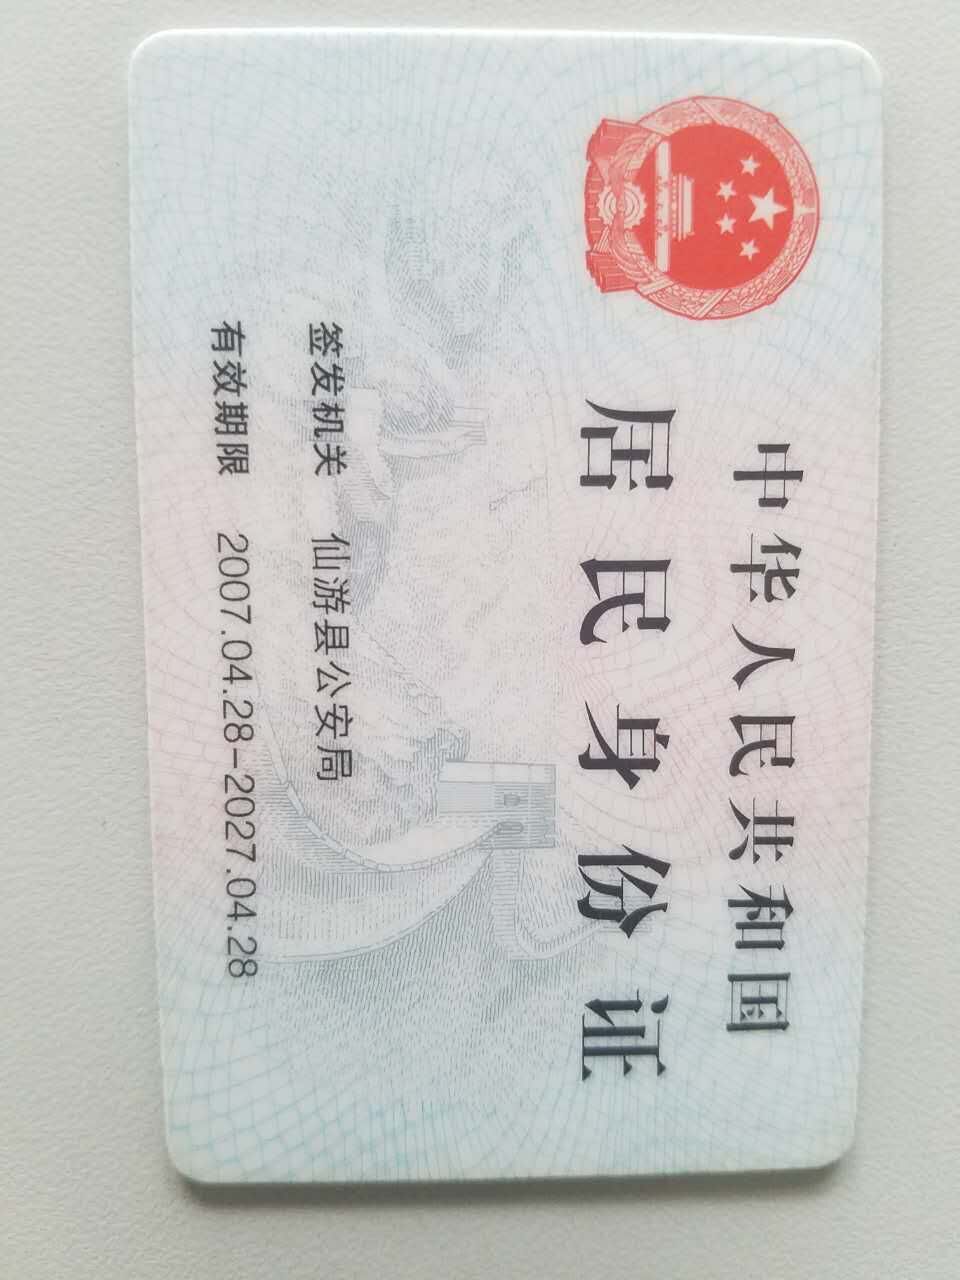 中华人民共和国
居民身份证
签发机关 仙游县公安局
有效期限 2007.04.28-2027.04.28